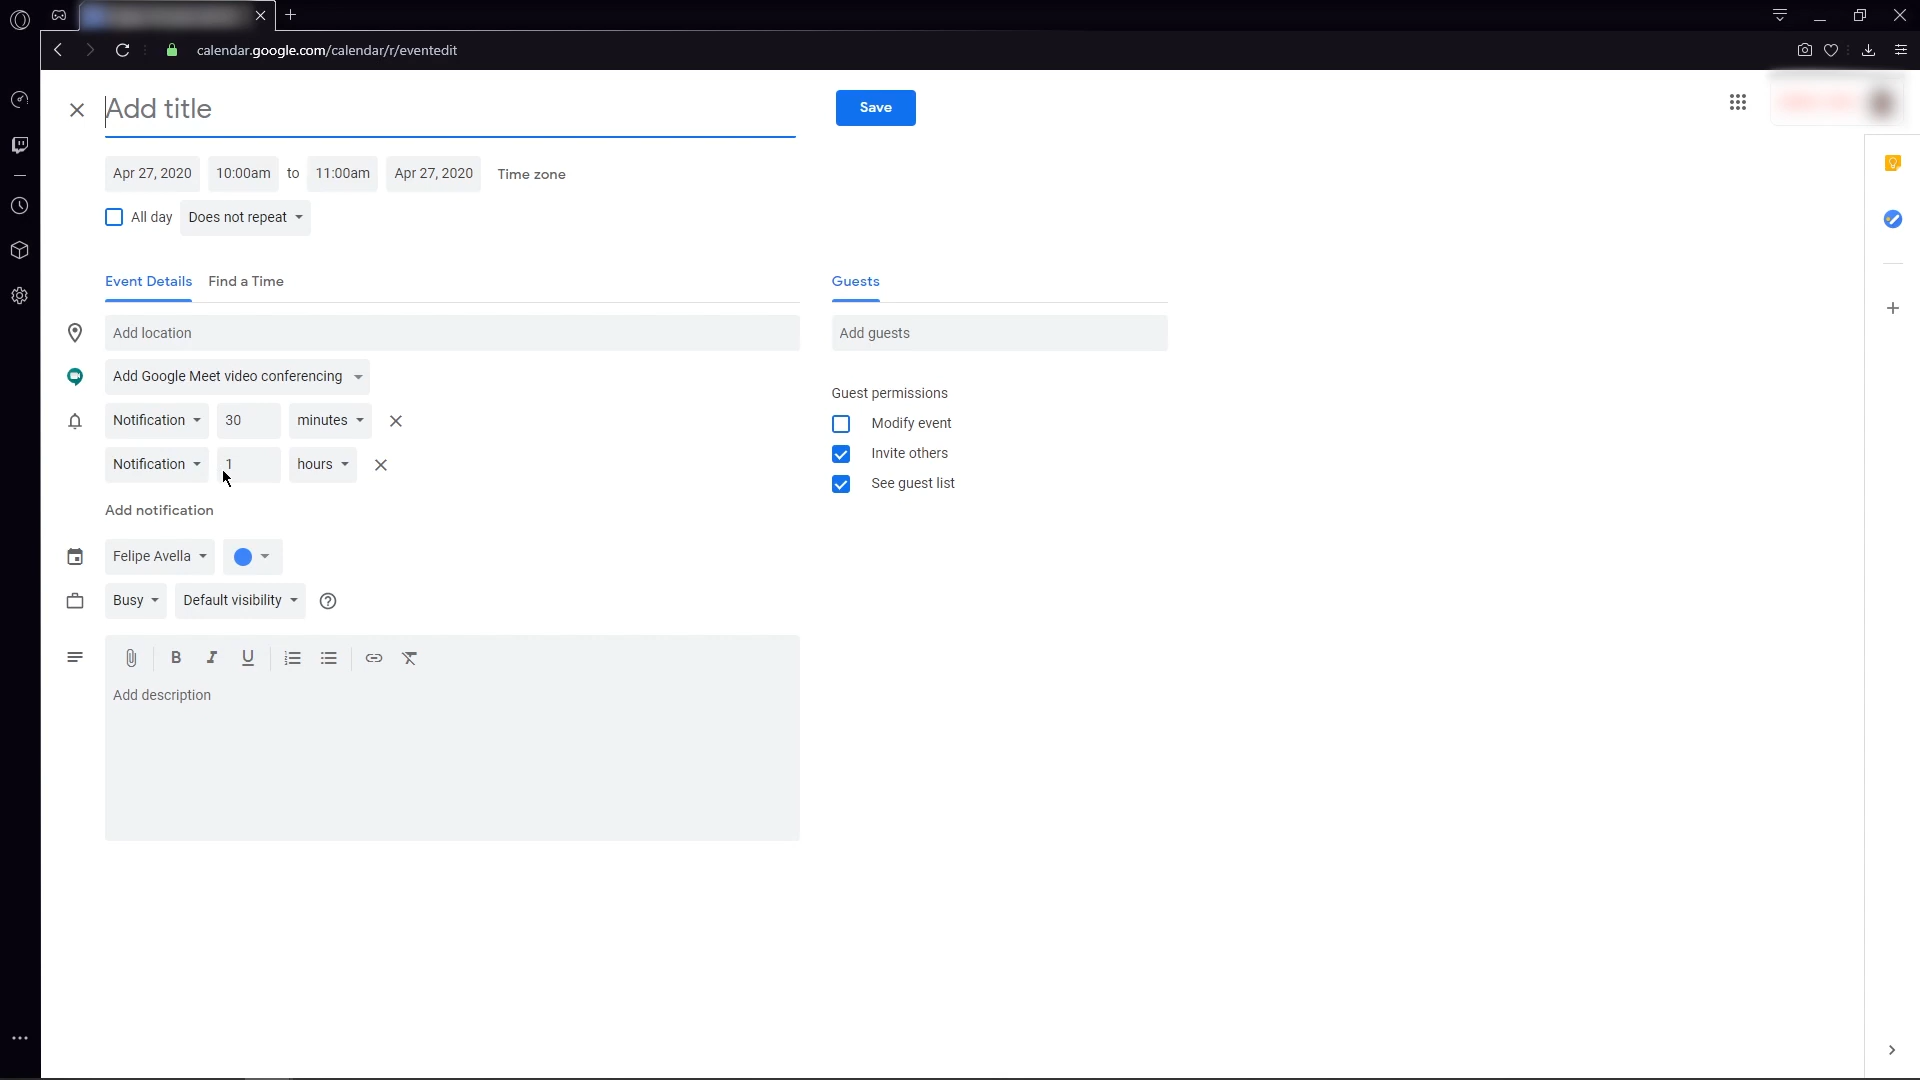 calendar.google.com/calendar/r/eventedit
Add title
Save
Apr 27, 2020 10:00am to 11:00am Apr 27, 2020 Time zone
All day Does not repeat
Event Details Find a Time
Guests
Add location
Add guests
Add Google Meet video conferencing
Guest permissions
Notification 30 minutes
Modify event
Notification 1 hours
Invite others
See guest list
Add notification
Felipe Avella
Busy Default visibility
B I U
Add description